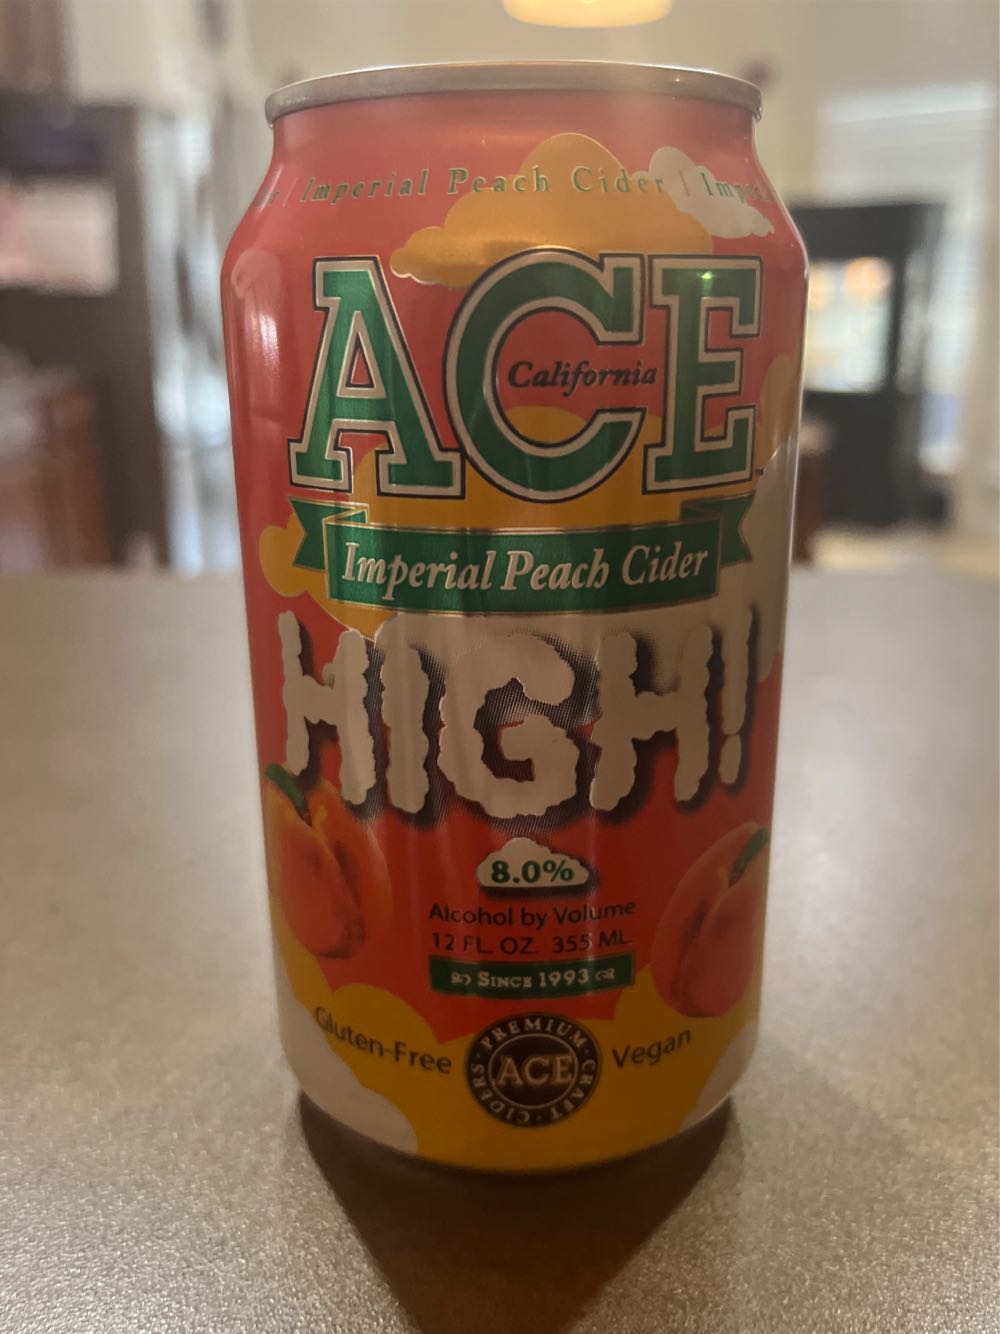 Imperial Peach Cider |
ACE
California
Imperial Peach Cider
HIGH!
8.0%
Alcohol by Volume
12 FL. OZ. 355 ML
SINCE 1993
Gluten-Free
PREMIUM CRAFT CIDERS
ACE
Vegan